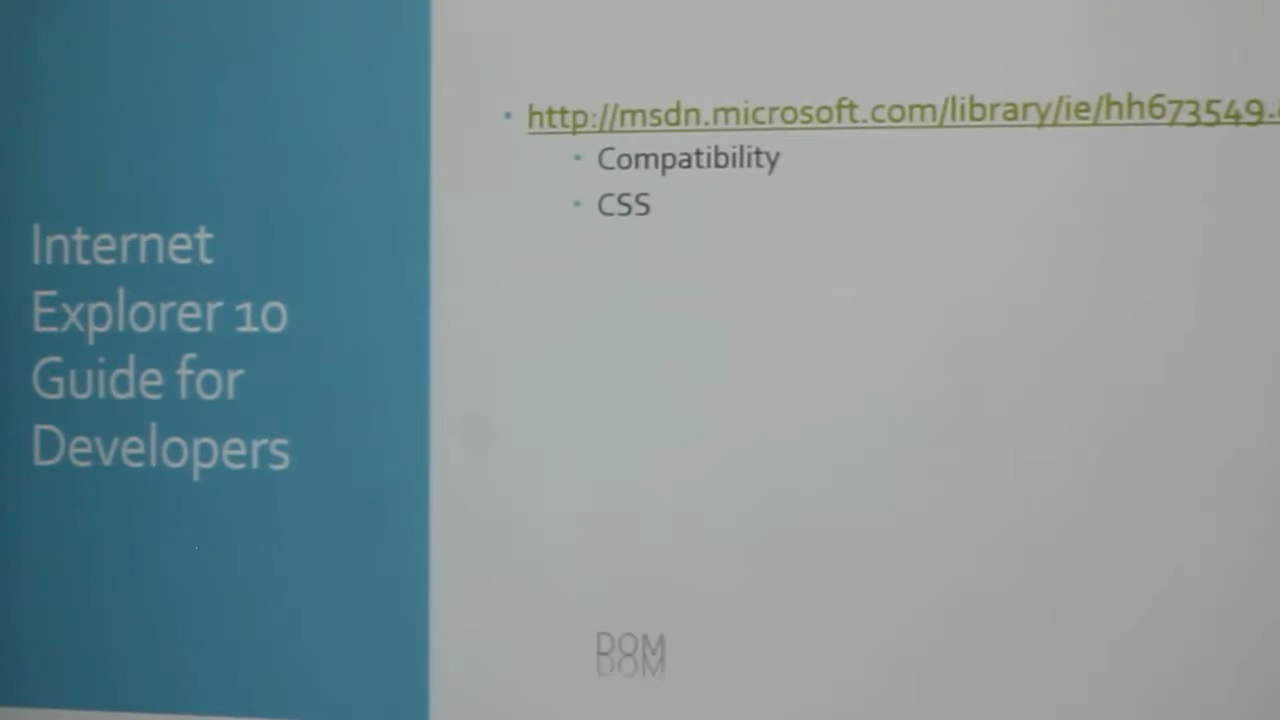 Internet
Explorer 10
Guide for
Developers
http://msdn.microsoft.com/library/ie/hh673549.
Compatibility
CSS
DOM